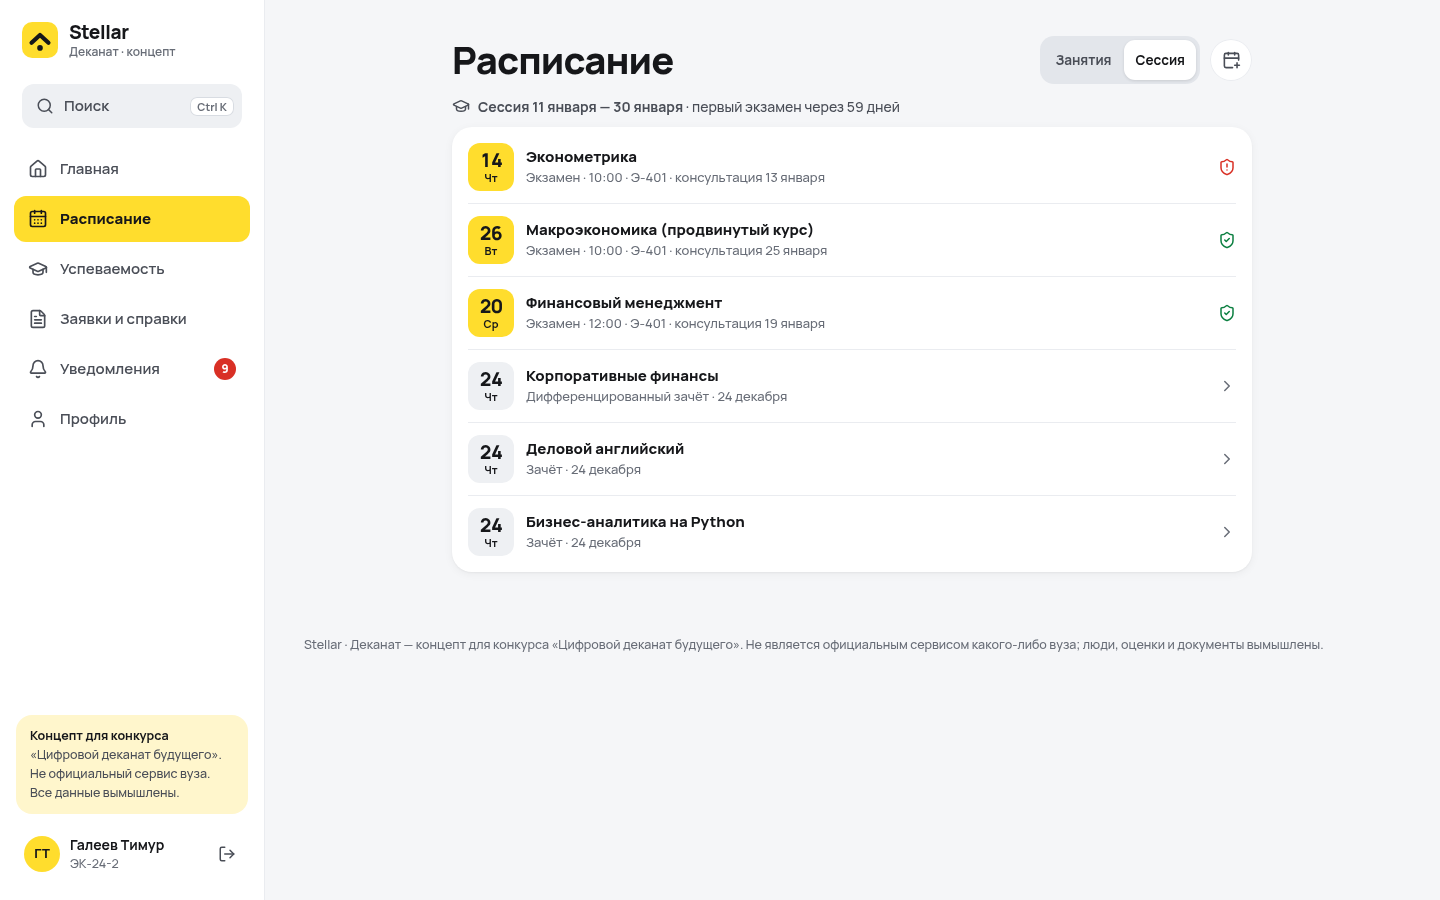 Stellar
Деканат · концепт
Поиск
Ctrl K
Главная
Расписание
Успеваемость
Заявки и справки
Уведомления
9
Профиль
Концепт для конкурса
«Цифровой деканат будущего».
Не официальный сервис вуза.
Все данные вымышлены.
ГТ
Галеев Тимур
ЭК-24-2
Расписание
Занятия
Сессия
Сессия 11 января — 30 января · первый экзамен через 59 дней
14
Чт
Эконометрика
Экзамен · 10:00 · Э-401 · консультация 13 января
26
Вт
Макроэкономика (продвинутый курс)
Экзамен · 10:00 · Э-401 · консультация 25 января
20
Ср
Финансовый менеджмент
Экзамен · 12:00 · Э-401 · консультация 19 января
24
Чт
Корпоративные финансы
Дифференцированный зачёт · 24 декабря
24
Чт
Деловой английский
Зачёт · 24 декабря
24
Чт
Бизнес-аналитика на Python
Зачёт · 24 декабря
Stellar · Деканат — концепт для конкурса «Цифровой деканат будущего». Не является официальным сервисом какого-либо вуза; люди, оценки и документы вымышлены.